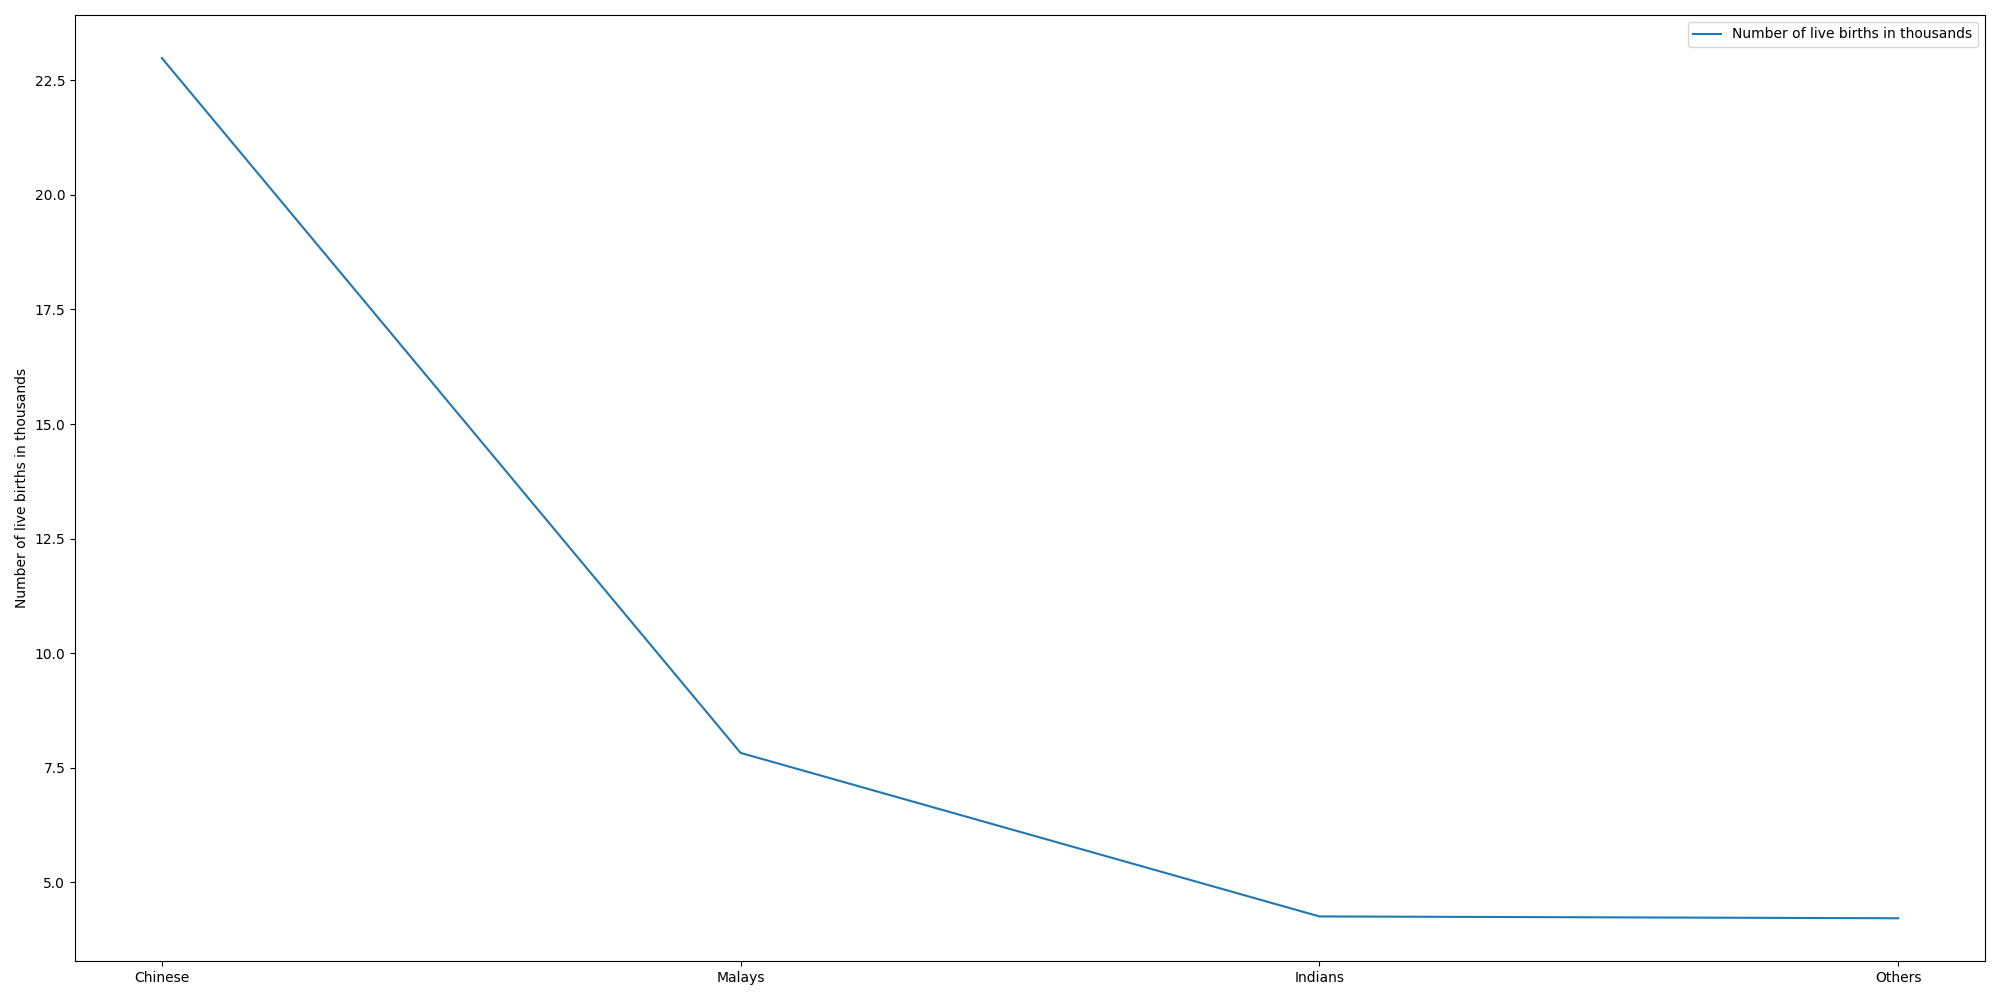 Number of live births in thousands
22.5
20.0
17.5
15.0
12.5
10.0
7.5
5.0
Number of live births in thousands
Chinese
Malays
Indians
Others